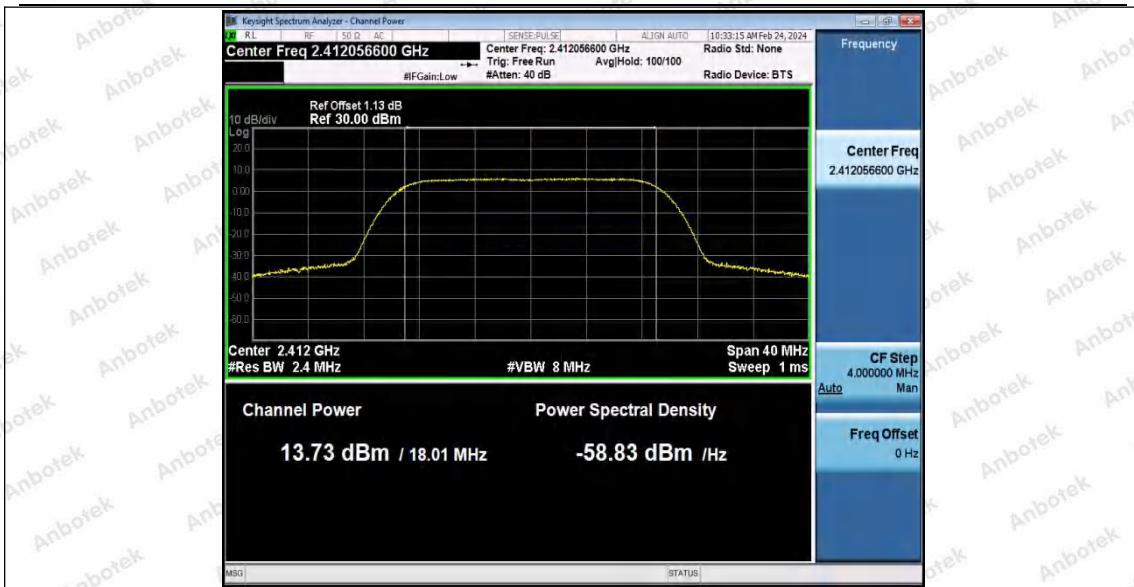 Keysight Spectrum Analyzer - Channel Power
LXI RL RF 50 Ω AC SENSE:PULSE ALIGN AUTO 10:33:15 AM Feb 24, 2024
Center Freq 2.412056600 GHz
Center Freq: 2.412056600 GHz
Radio Std: None
Trig: Free Run Avg|Hold: 100/100
#IFGain:Low #Atten: 40 dB Radio Device: BTS
Frequency
Ref Offset 1.13 dB
10 dB/div Ref 30.00 dBm
Log
20.0
10.0
0.00
-10.0
-20.0
-30.0
-40.0
-50.0
-60.0
Center 2.412 GHz Span 40 MHz
#Res BW 2.4 MHz #VBW 8 MHz Sweep 1 ms
Center Freq
2.412056600 GHz
CF Step
4.000000 MHz
Auto Man
Freq Offset
0 Hz
Channel Power Power Spectral Density
13.73 dBm / 18.01 MHz -58.83 dBm /Hz
MSG STATUS
Anbotek